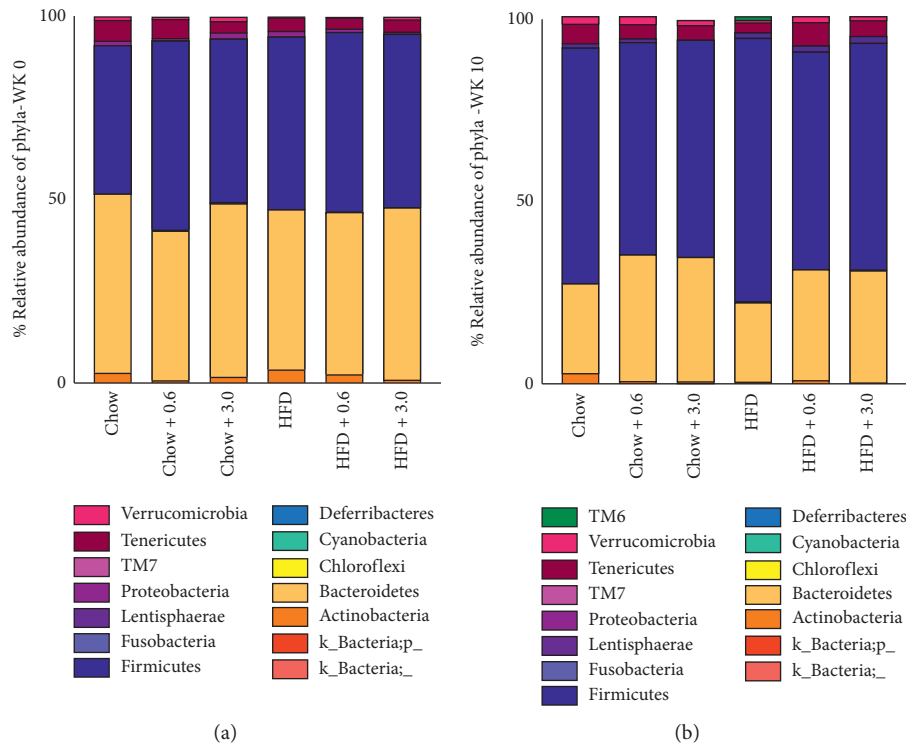 % Relative abundance of phyla-WK 0
100
50
0
Chow
Chow + 0.6
Chow + 3.0
HFD
HFD + 0.6
HFD + 3.0
Verrucomicrobia
Tenericutes
TM7
Proteobacteria
Lentisphaerae
Fusobacteria
Firmicutes
Deferribacteres
Cyanobacteria
Chloroflexi
Bacteroidetes
Actinobacteria
k_Bacteria;p_
k_Bacteria;_
(a)
% Relative abundance of phyla -WK 10
100
50
0
Chow
Chow + 0.6
Chow + 3.0
HFD
HFD + 0.6
HFD + 3.0
TM6
Verrucomicrobia
Tenericutes
TM7
Proteobacteria
Lentisphaerae
Fusobacteria
Firmicutes
Deferribacteres
Cyanobacteria
Chloroflexi
Bacteroidetes
Actinobacteria
k_Bacteria;p_
k_Bacteria;_
(b)